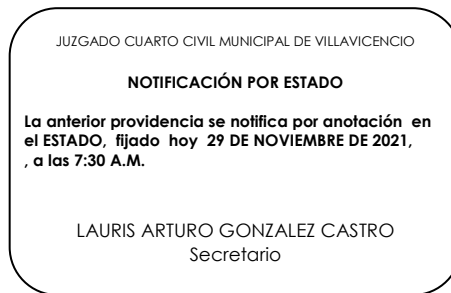 JUZGADO CUARTO CIVIL MUNICIPAL DE VILLAVICENCIO
NOTIFICACIÓN POR ESTADO
La anterior providencia se notifica por anotación en
el ESTADO, fijado hoy 29 DE NOVIEMBRE DE 2021,
, a las 7:30 A.M.
LAURIS ARTURO GONZALEZ CASTRO
Secretario